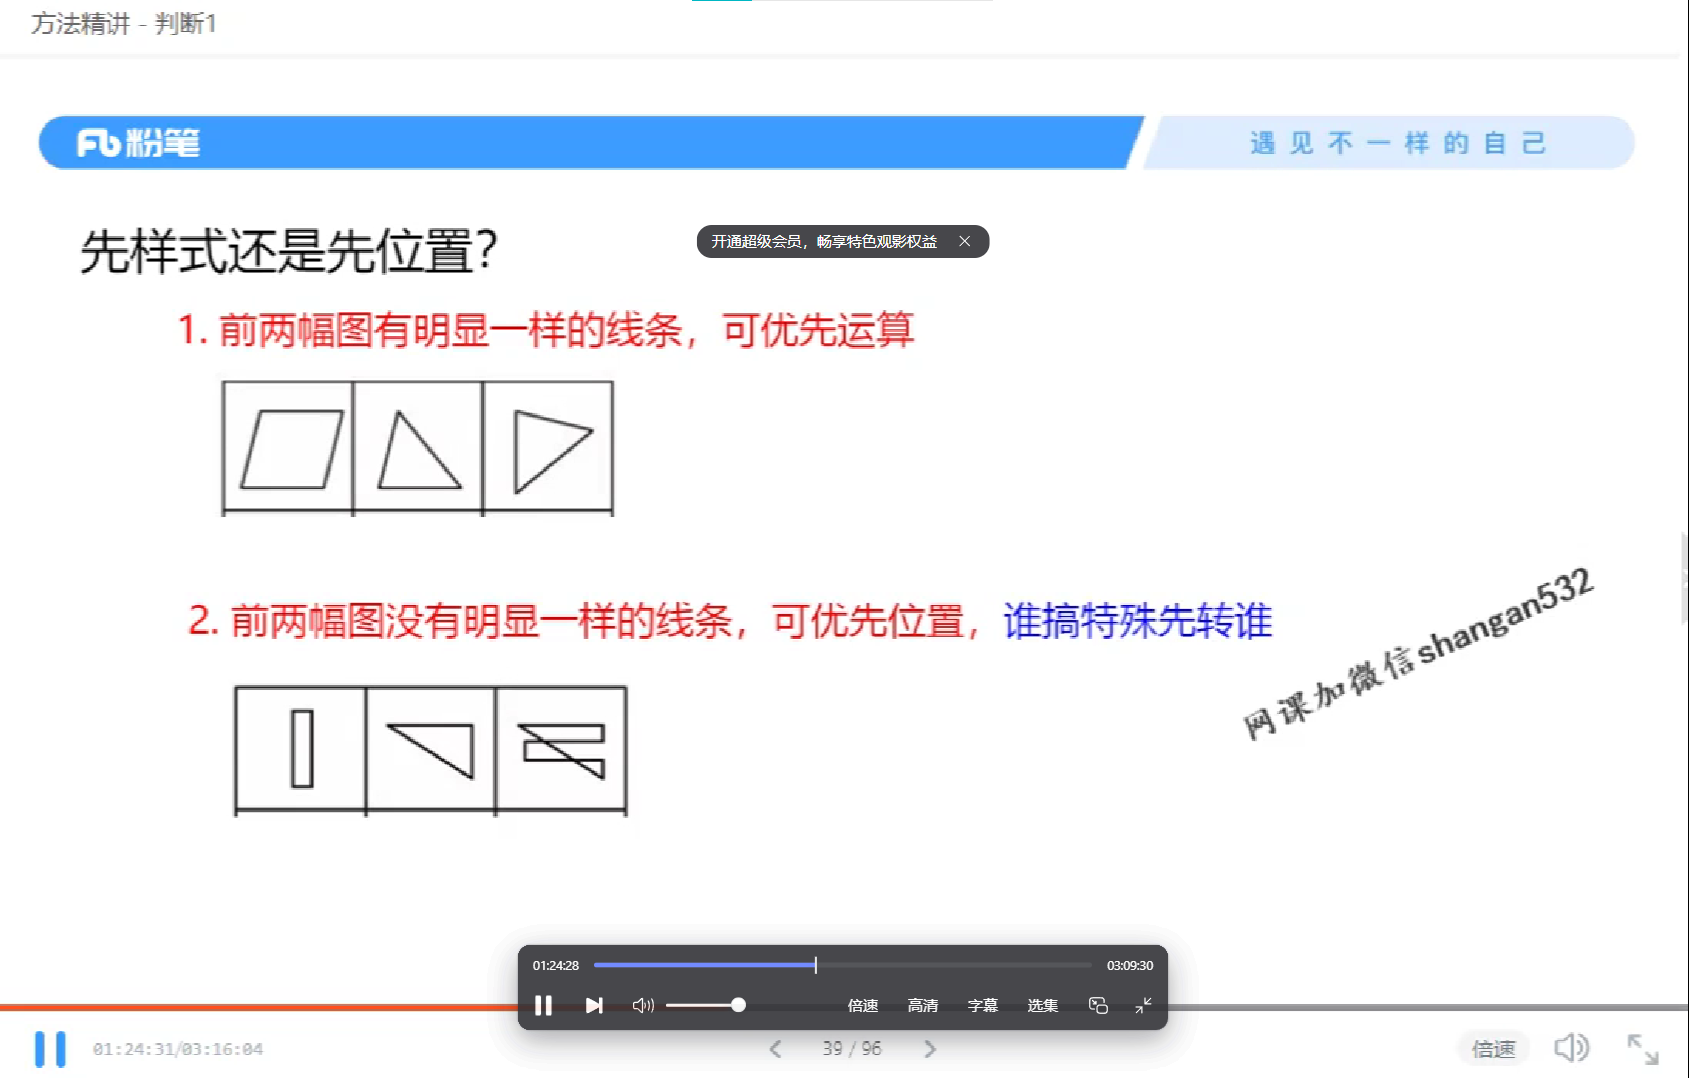 方法精讲 - 判断1
粉笔
遇见不一样的自己
开通超级会员，畅享特色观影权益
先样式还是先位置？
1. 前两幅图有明显一样的线条，可优先运算
2. 前两幅图没有明显一样的线条，可优先位置，谁搞特殊先转谁
网课加微信shangan532
01:24:28
03:09:30
倍速 高清 字幕 选集
01:24:31/03:16:04
39 / 96
倍速